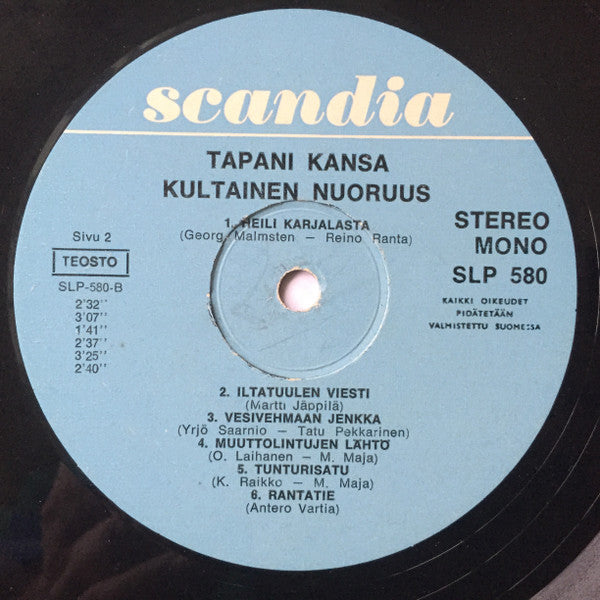 scandia
TAPANI KANSA
KULTAINEN NUORUUS
1. HEILI KARJALASTA
(Georg Malmsten – Reino Ranta)
Sivu 2
TEOSTO
SLP-580-B
2'32''
3'07''
1'41''
2'37''
3'25''
2'40''
STEREO
MONO
SLP 580
KAIKKI OIKEUDET
PIDÄTETÄÄN
VALMISTETTU SUOMESSA
2. ILTATUULEN VIESTI
(Martti Jäppilä)
3. VESIVEHMAAN JENKKA
(Yrjö Saarnio – Tatu Pekkarinen)
4. MUUTTOLINTUJEN LÄHTÖ
(O. Laihanen – M. Maja)
5. TUNTURISATU
(K. Raikko – M. Maja)
6. RANTATIE
(Antero Vartia)